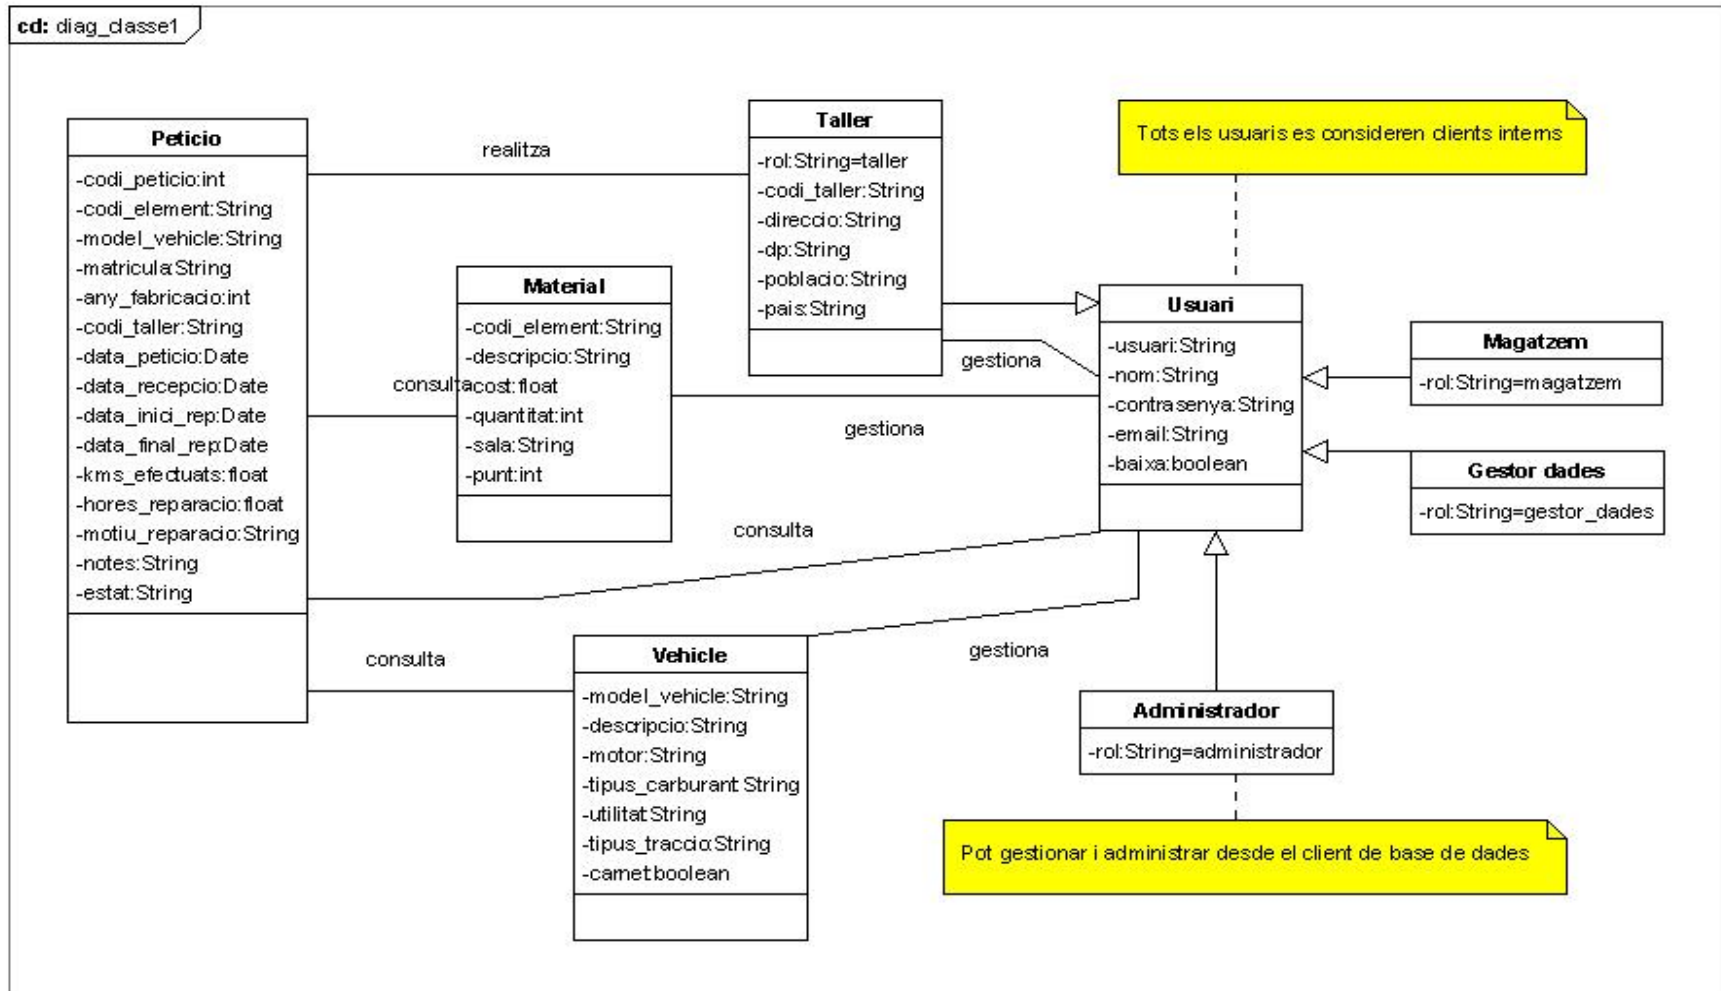 cd: diag_classe1
Peticio
-codi_peticio:int
-codi_element:String
-model_vehicle:String
-matricula:String
-any_fabricacio:int
-codi_taller:String
-data_peticio:Date
-data_recepcio:Date
-data_inici_rep:Date
-data_final_rep:Date
-kms_efectuats:float
-hores_reparacio:float
-motiu_reparacio:String
-notes:String
-estat:String
realitza
Taller
-rol:String=taller
-codi_taller:String
-direccio:String
-dp:String
-poblacio:String
-pais:String
Tots els usuaris es consideren clients interns
Material
-codi_element:String
-descripcio:String
-cost:float
-quantitat:int
-sala:String
-punt:int
consulta
gestiona
gestiona
Usuari
-usuari:String
-nom:String
-contrasenya:String
-email:String
-baixa:boolean
Magatzem
-rol:String=magatzem
Gestor dades
-rol:String=gestor_dades
consulta
consulta
Vehicle
-model_vehicle:String
-descripcio:String
-motor:String
-tipus_carburant:String
-utilitat:String
-tipus_traccio:String
-carnet:boolean
gestiona
Administrador
-rol:String=administrador
Pot gestionar i administrar desde el client de base de dades